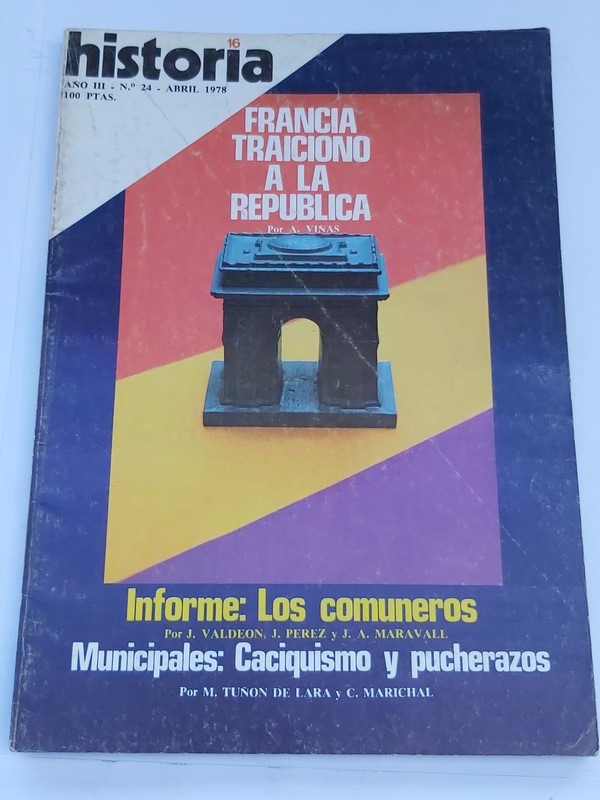 historia 16
AÑO III - N.º 24 - ABRIL 1978
100 PTAS.
FRANCIA
TRAICIONO
A LA
REPUBLICA
Por A. VIÑAS
Informe: Los comuneros
Por J. VALDEON, J. PEREZ y J. A. MARAVALL
Municipales: Caciquismo y pucherazos
Por M. TUÑON DE LARA y C. MARICHAL